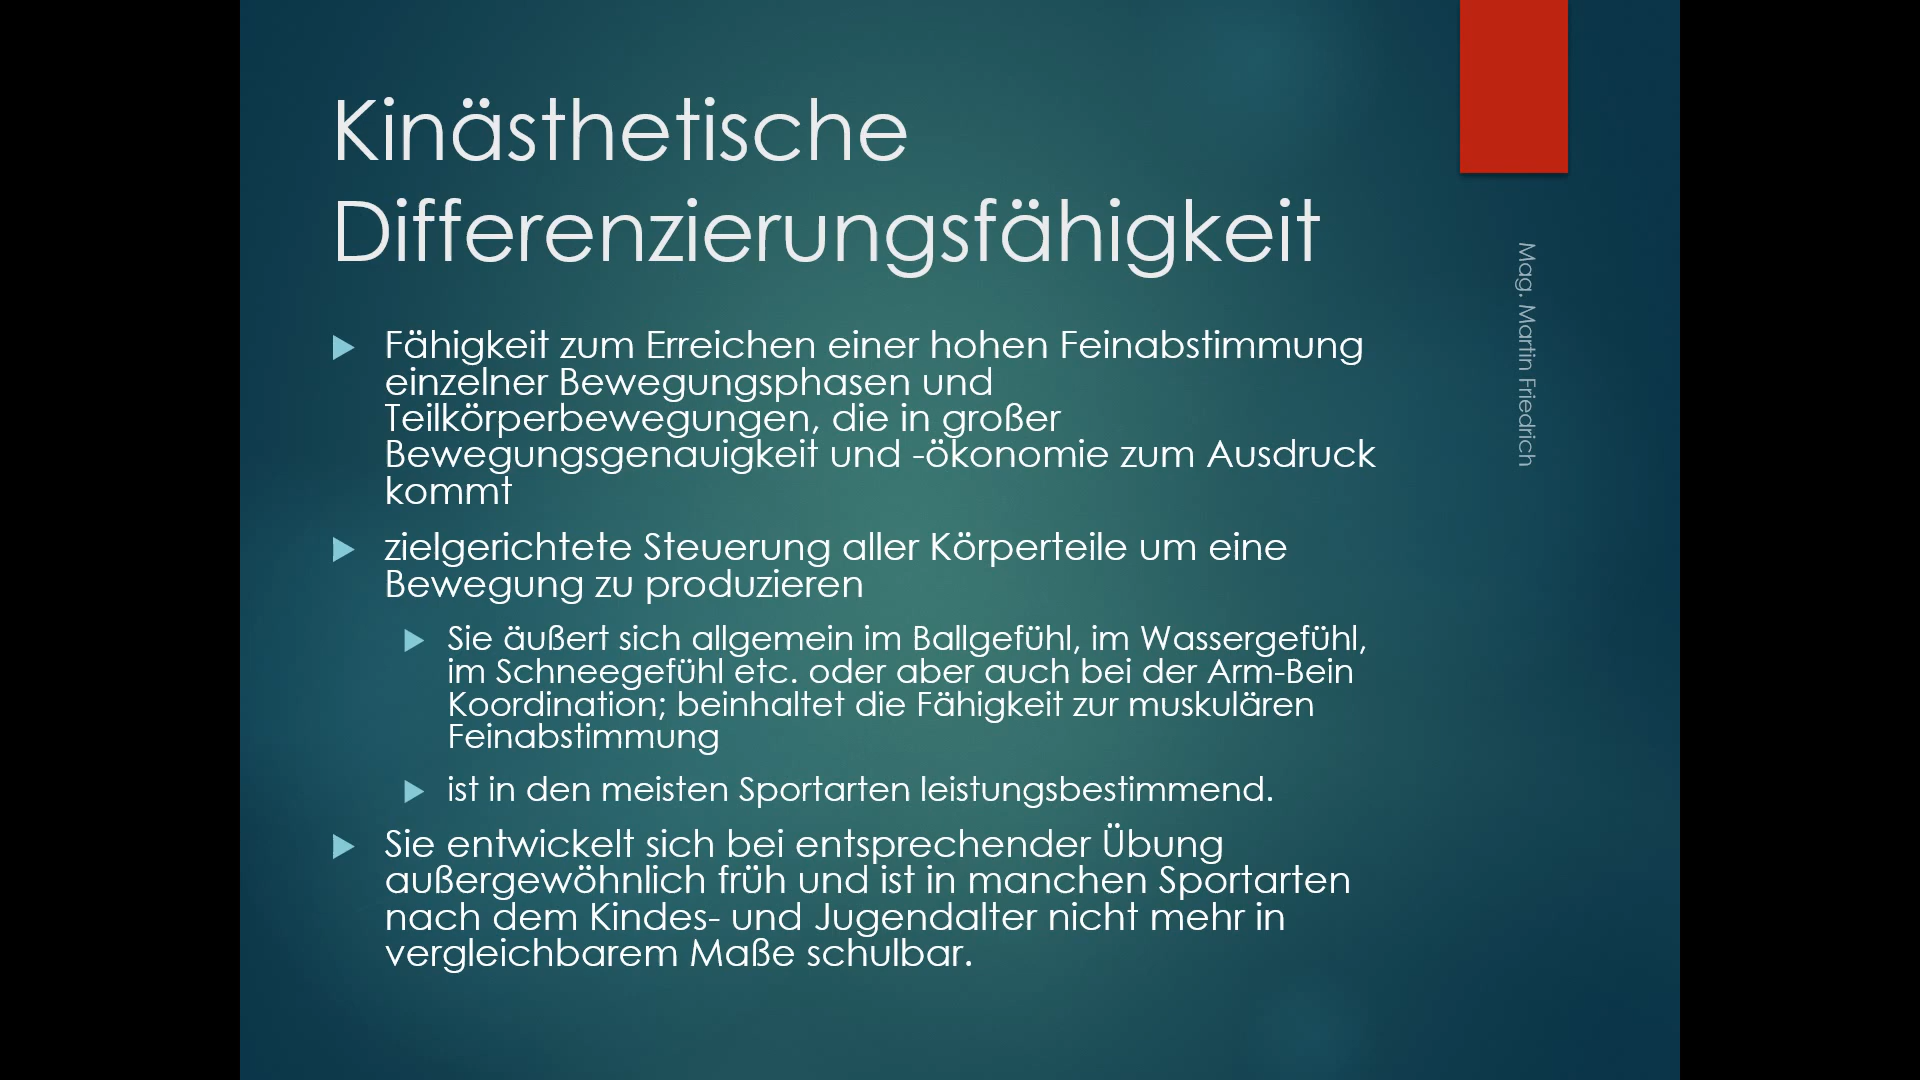 Kinästhetische
Differenzierungsfähigkeit
Fähigkeit zum Erreichen einer hohen Feinabstimmung
einzelner Bewegungsphasen und
Teilkörperbewegungen, die in großer
Bewegungsgenauigkeit und -ökonomie zum Ausdruck
kommt
zielgerichtete Steuerung aller Körperteile um eine
Bewegung zu produzieren
Sie äußert sich allgemein im Ballgefühl, im Wassergefühl,
im Schneegefühl etc. oder aber auch bei der Arm-Bein
Koordination; beinhaltet die Fähigkeit zur muskulären
Feinabstimmung
ist in den meisten Sportarten leistungsbestimmend.
Sie entwickelt sich bei entsprechender Übung
außergewöhnlich früh und ist in manchen Sportarten
nach dem Kindes- und Jugendalter nicht mehr in
vergleichbarem Maße schulbar.
Mag. Martin Friedrich